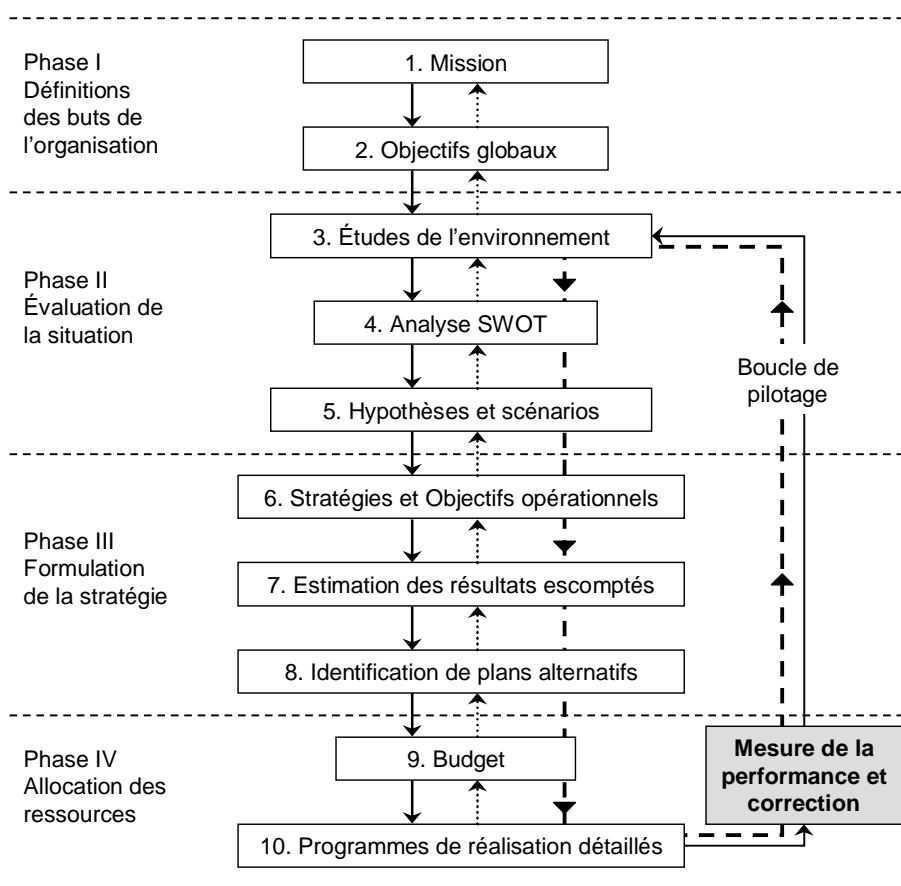 Phase I
Définitions
des buts de
l’organisation
1. Mission
2. Objectifs globaux
Phase II
Évaluation de
la situation
3. Études de l’environnement
4. Analyse SWOT
5. Hypothèses et scénarios
Boucle de
pilotage
Phase III
Formulation
de la stratégie
6. Stratégies et Objectifs opérationnels
7. Estimation des résultats escomptés
8. Identification de plans alternatifs
Phase IV
Allocation des
ressources
9. Budget
10. Programmes de réalisation détaillés
Mesure de la
performance et
correction